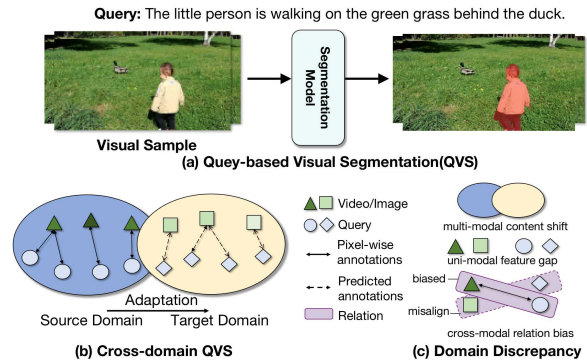 Query: The little person is walking on the green grass behind the duck.
Segmentation
Model
Visual Sample
(a) Quey-based Visual Segmentation(QVS)
Adaptation
Source Domain
Target Domain
(b) Cross-domain QVS
Video/Image
Query
Pixel-wise
annotations
Predicted
annotations
Relation
multi-modal content shift
uni-modal feature gap
biased
misalign
cross-modal relation bias
(c) Domain Discrepancy